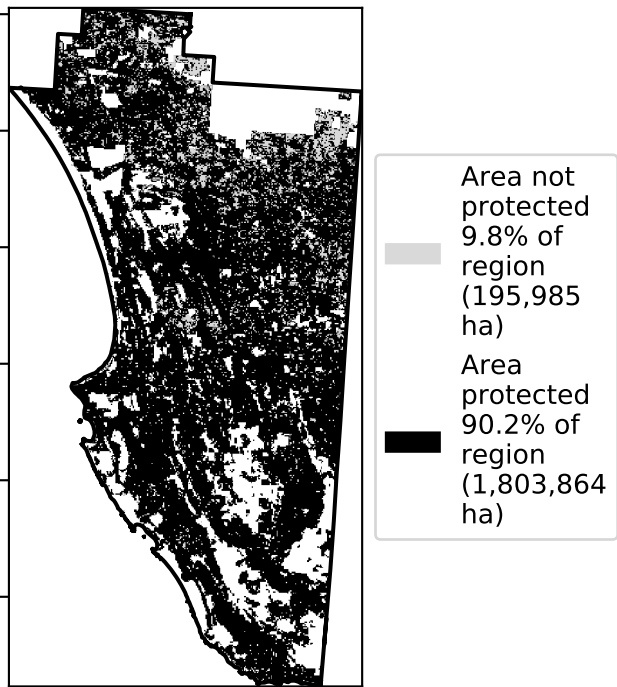 Area not
protected
9.8% of
region
(195,985
ha)
Area
protected
90.2% of
region
(1,803,864
ha)